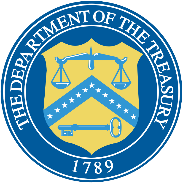 THE DEPARTMENT OF THE TREASURY
1789